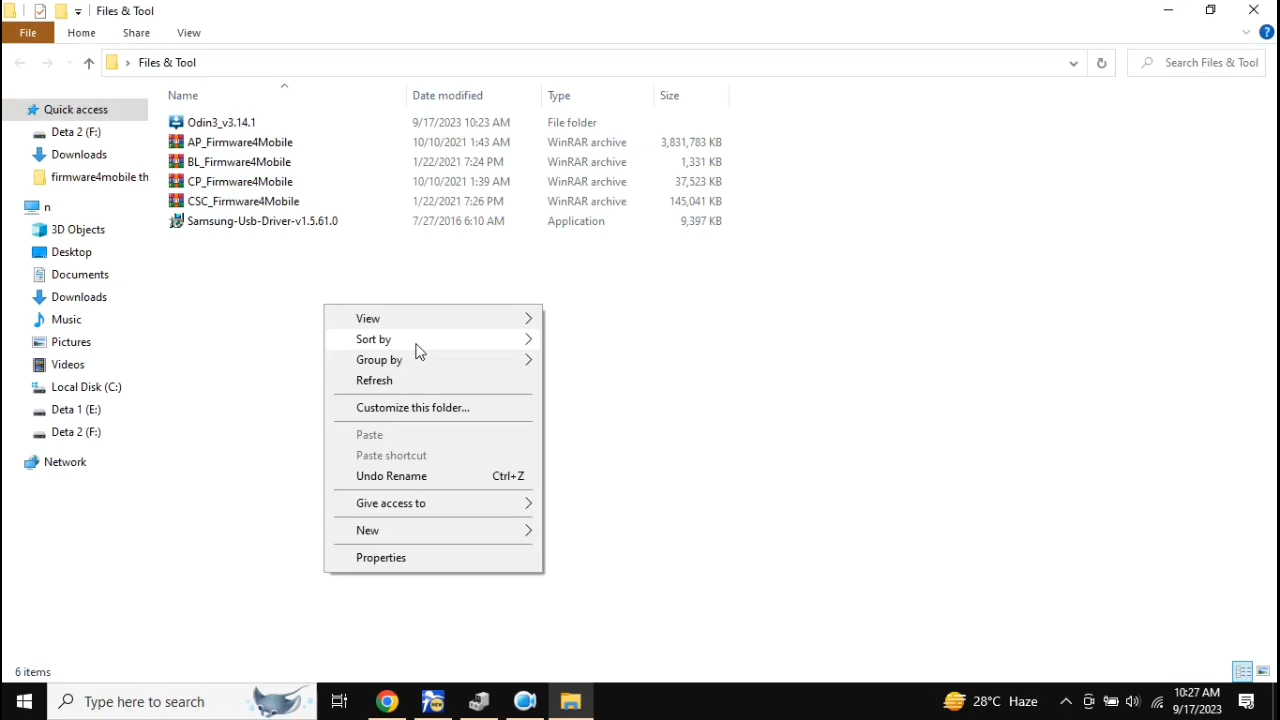 Files & Tool
File Home Share View
Files & Tool
Search Files & Tool
Name Date modified Type Size
Quick access
Deta 2 (F:)
Downloads
firmware4mobile th
n
3D Objects
Desktop
Documents
Downloads
Music
Pictures
Videos
Local Disk (C:)
Deta 1 (E:)
Deta 2 (F:)
Network
Odin3_v3.14.1 9/17/2023 10:23 AM File folder
AP_Firmware4Mobile 10/10/2021 1:43 AM WinRAR archive 3,831,783 KB
BL_Firmware4Mobile 1/22/2021 7:24 PM WinRAR archive 1,331 KB
CP_Firmware4Mobile 10/10/2021 1:39 AM WinRAR archive 37,523 KB
CSC_Firmware4Mobile 1/22/2021 7:26 PM WinRAR archive 145,041 KB
Samsung-Usb-Driver-v1.5.61.0 7/27/2016 6:10 AM Application 9,397 KB
View
Sort by
Group by
Refresh
Customize this folder...
Paste
Paste shortcut
Undo Rename Ctrl+Z
Give access to
New
Properties
6 items
Type here to search
NEW
28°C Haze
10:27 AM
9/17/2023